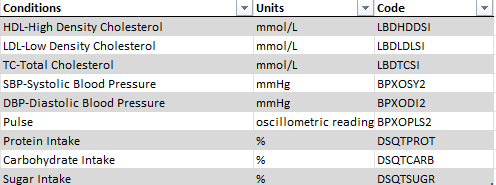 Conditions Units Code
HDL-High Density Cholesterol mmol/L LBDHDDSI
LDL-Low Density Cholesterol mmol/L LBDLDLSI
TC-Total Cholesterol mmol/L LBDTCSI
SBP-Systolic Blood Pressure mmHg BPXOSY2
DBP-Diastolic Blood Pressure mmHg BPXODI2
Pulse oscillometric reading BPXOPLS2
Protein Intake % DSQTPROT
Carbohydrate Intake % DSQTCARB
Sugar Intake % DSQTSUGR